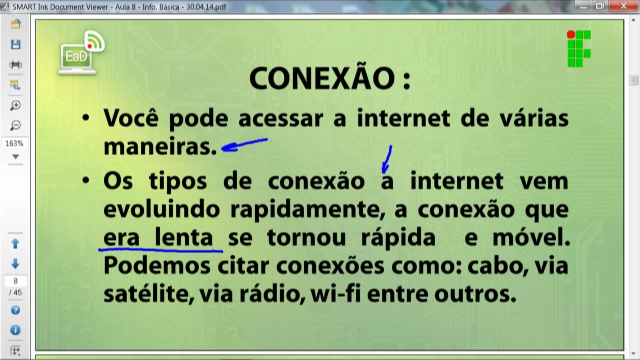 SMART Ink Document Viewer - Aula 8 - Info. Básica - 30.04.14.pdf
EaD
CONEXÃO :
• Você pode acessar a internet de várias
maneiras.
• Os tipos de conexão a internet vem
evoluindo rapidamente, a conexão que
era lenta se tornou rápida e móvel.
Podemos citar conexões como: cabo, via
satélite, via rádio, wi-fi entre outros.
163%
8
/ 45